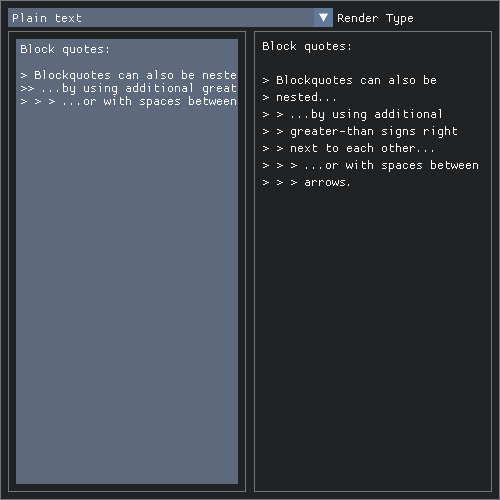 Plain text
Render Type
Block quotes:
> Blockquotes can also be neste
>> ...by using additional great
> > > ...or with spaces between
Block quotes:
> Blockquotes can also be
> nested...
> > ...by using additional
> > greater-than signs right
> > next to each other...
> > > ...or with spaces between
> > > arrows.